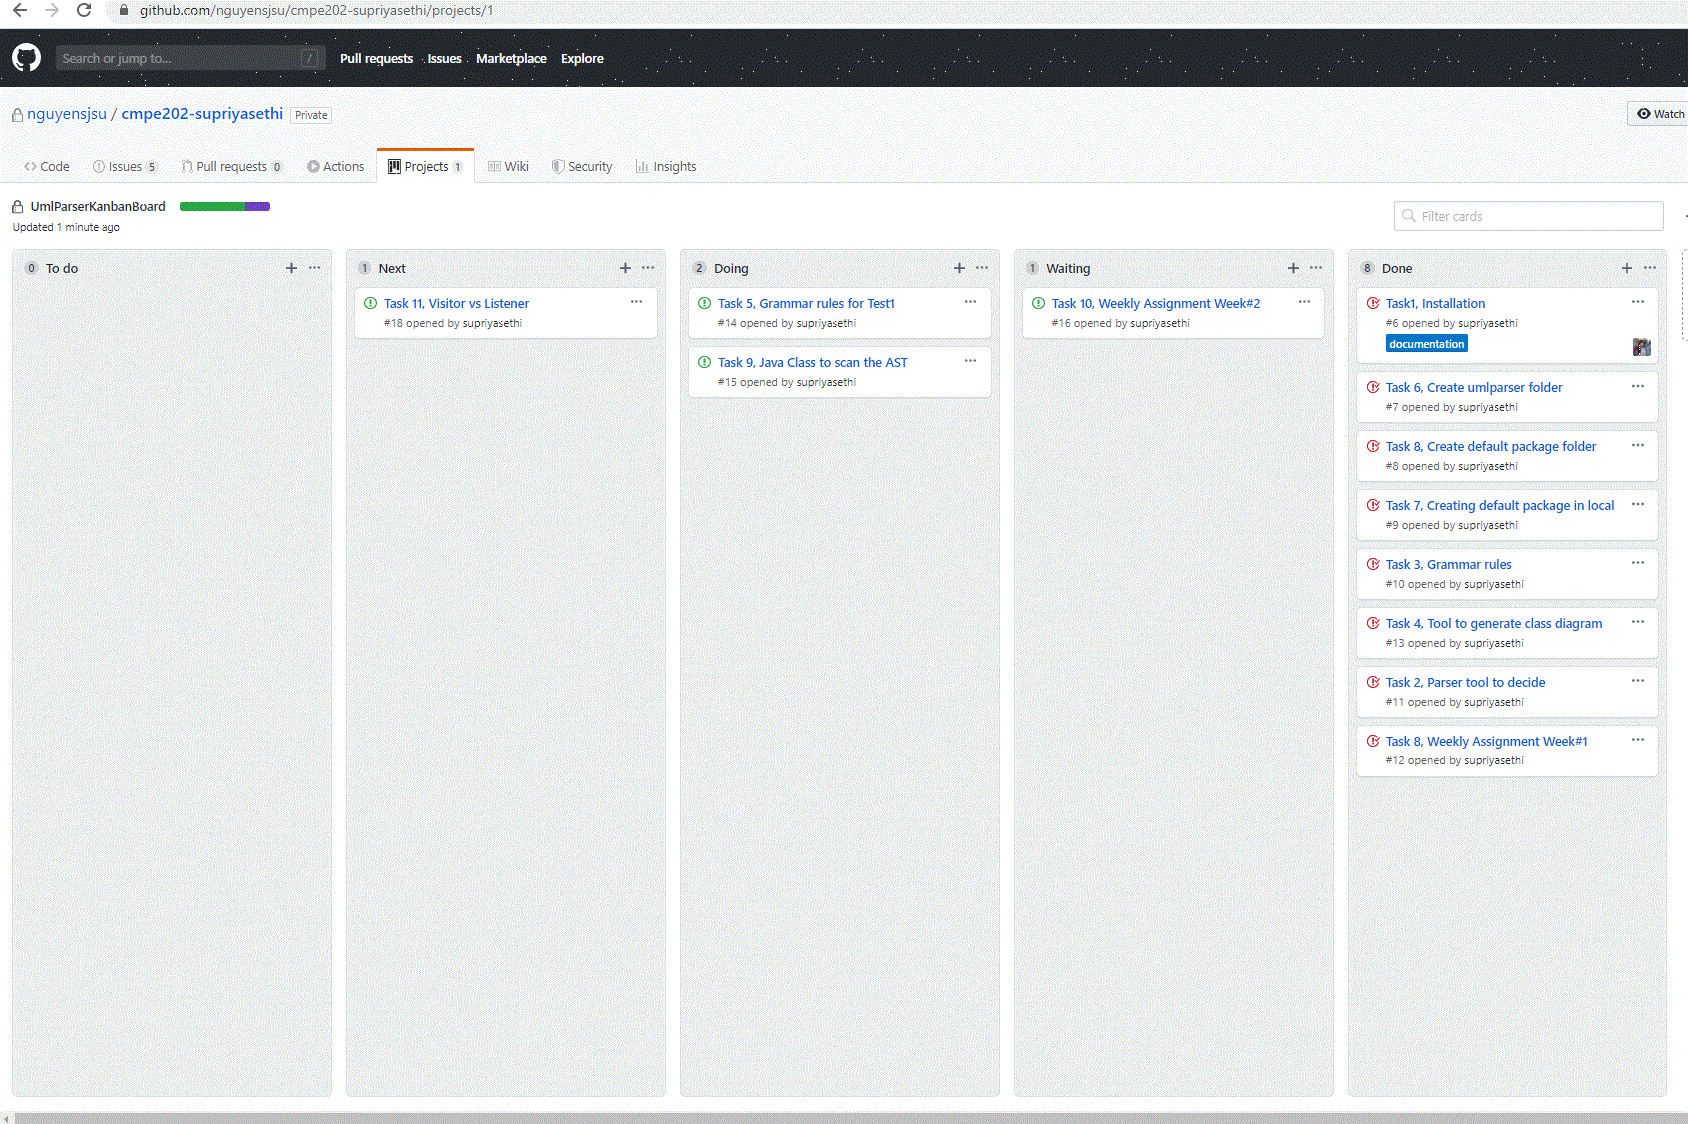 github.com/nguyensjsu/cmpe202-supriyasethi/projects/1
Search or jump to... /
Pull requests Issues Marketplace Explore
nguyensjsu / cmpe202-supriyasethi Private
Watch
Code Issues 5 Pull requests 0 Actions Projects 1 Wiki Security Insights
UmlParserKanbanBoard
Updated 1 minute ago
Filter cards
0 To do
1 Next
Task 11, Visitor vs Listener
#18 opened by supriyasethi
2 Doing
Task 5, Grammar rules for Test1
#14 opened by supriyasethi
Task 9, Java Class to scan the AST
#15 opened by supriyasethi
1 Waiting
Task 10, Weekly Assignment Week#2
#16 opened by supriyasethi
8 Done
Task1, Installation
#6 opened by supriyasethi
documentation
Task 6, Create umlparser folder
#7 opened by supriyasethi
Task 8, Create default package folder
#8 opened by supriyasethi
Task 7, Creating default package in local
#9 opened by supriyasethi
Task 3, Grammar rules
#10 opened by supriyasethi
Task 4, Tool to generate class diagram
#13 opened by supriyasethi
Task 2, Parser tool to decide
#11 opened by supriyasethi
Task 8, Weekly Assignment Week#1
#12 opened by supriyasethi